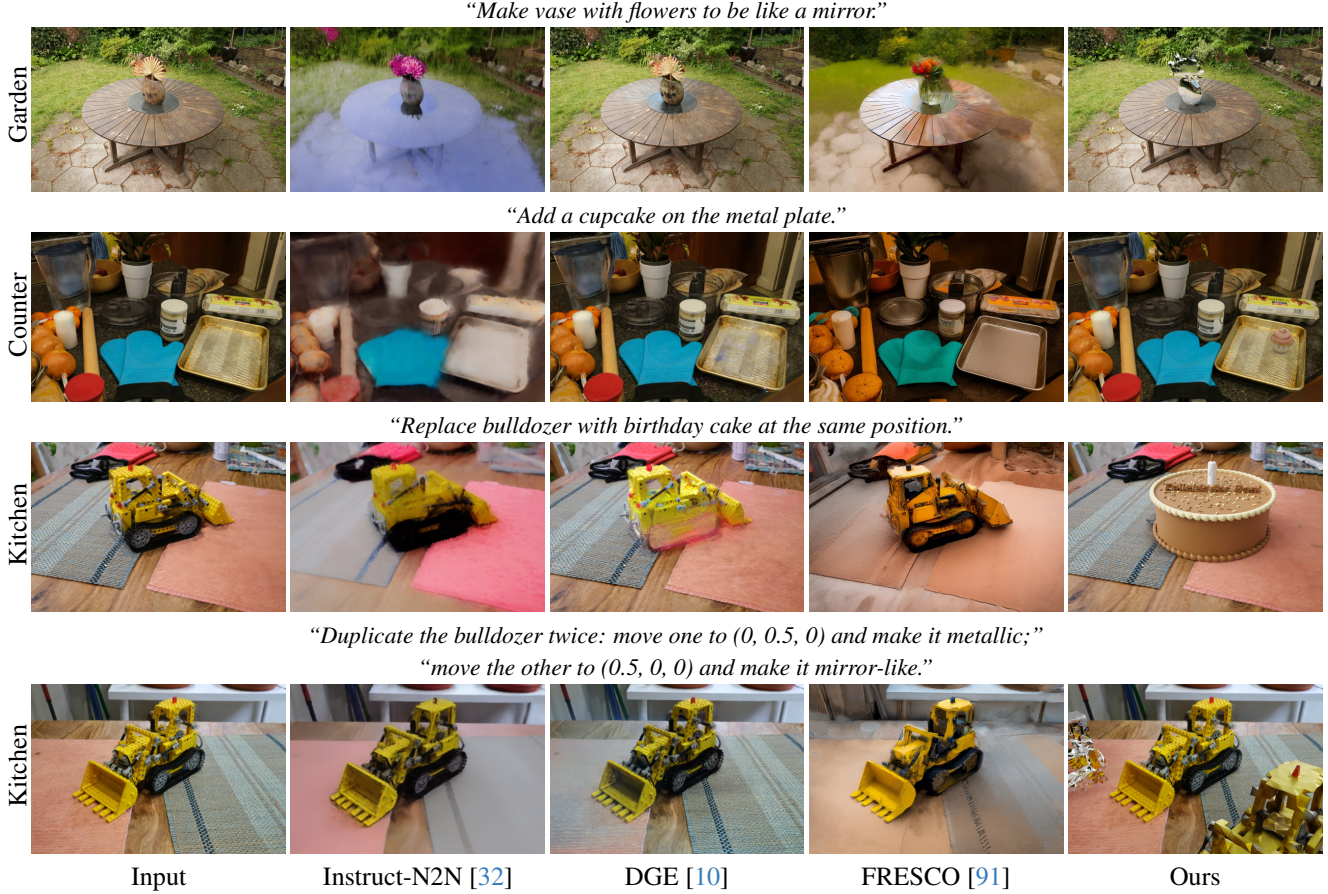 “Make vase with flowers to be like a mirror.”
Garden
“Add a cupcake on the metal plate.”
Counter
“Replace bulldozer with birthday cake at the same position.”
Kitchen
“Duplicate the bulldozer twice: move one to (0, 0.5, 0) and make it metallic;”
“move the other to (0.5, 0, 0) and make it mirror-like.”
Kitchen
Input Instruct-N2N [32] DGE [10] FRESCO [91] Ours